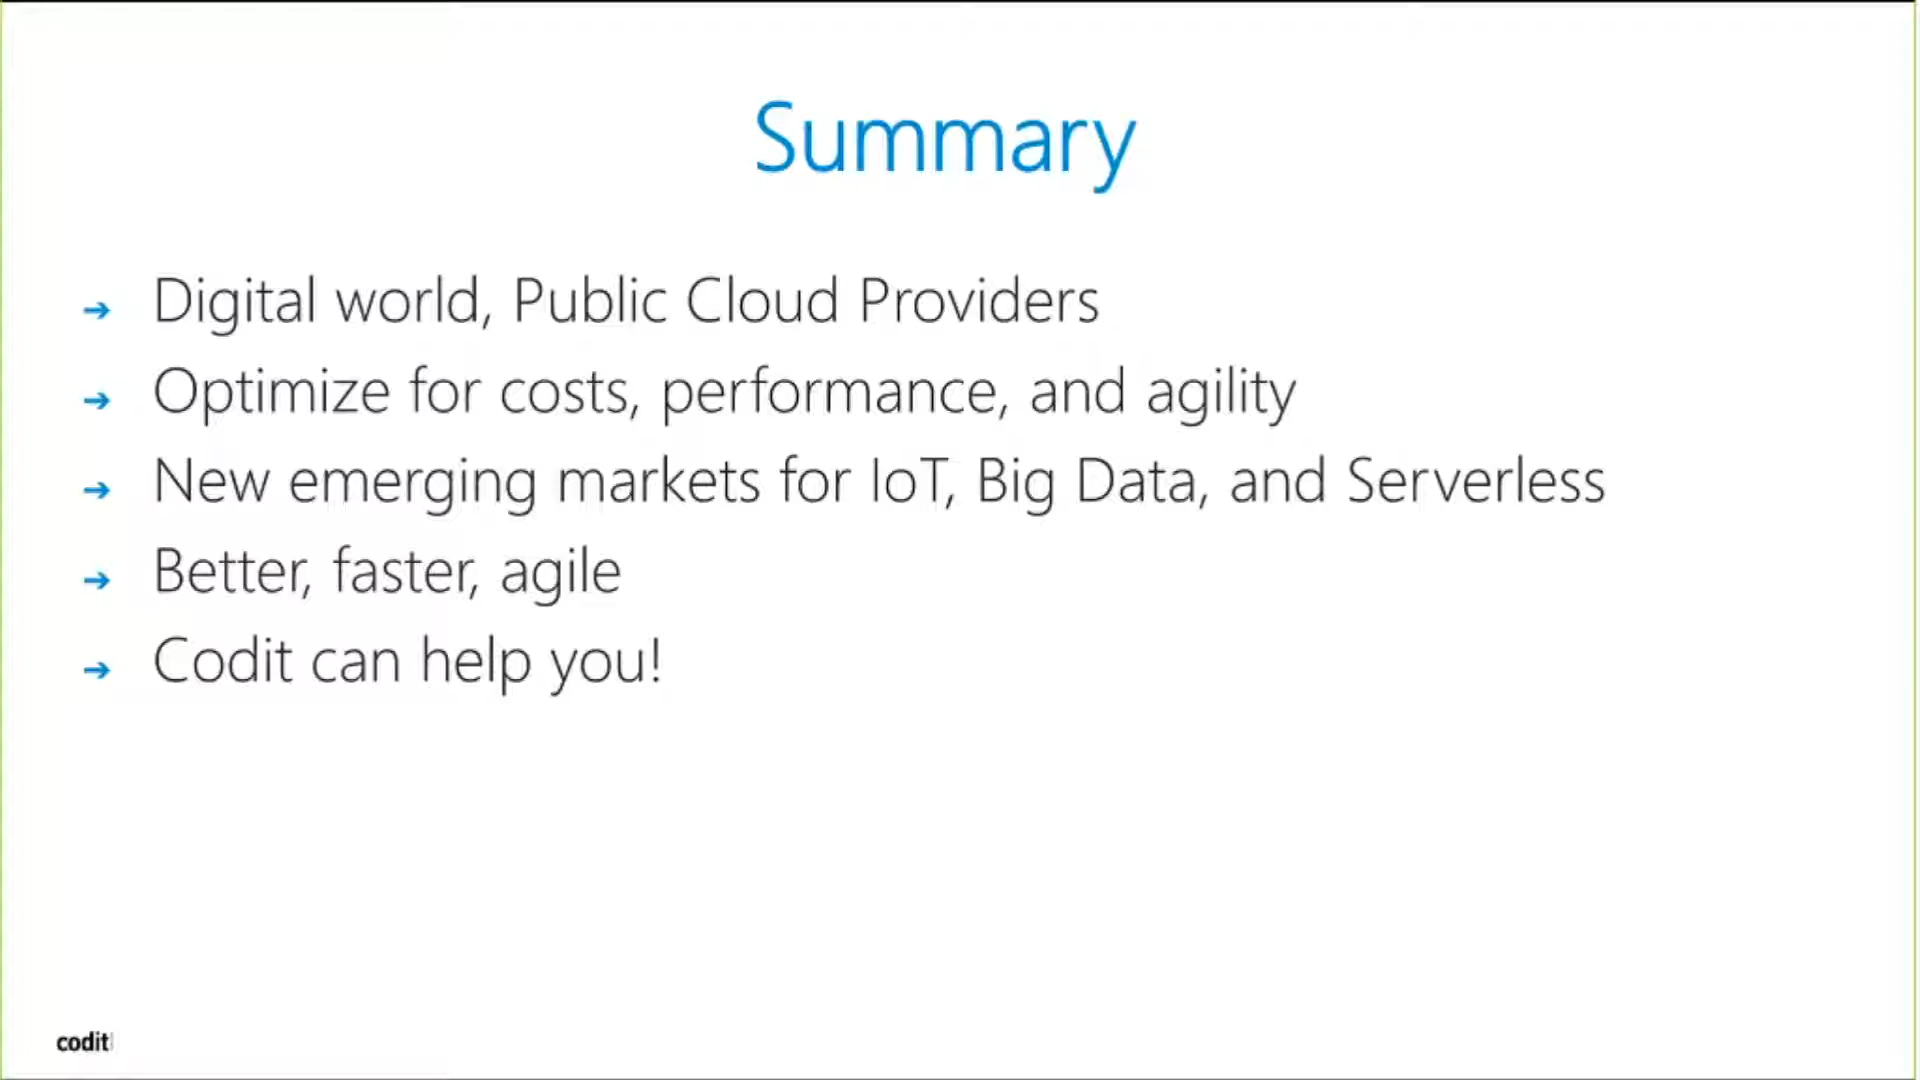 Summary
→ Digital world, Public Cloud Providers
→ Optimize for costs, performance, and agility
→ New emerging markets for IoT, Big Data, and Serverless
→ Better, faster, agile
→ Codit can help you!
codit